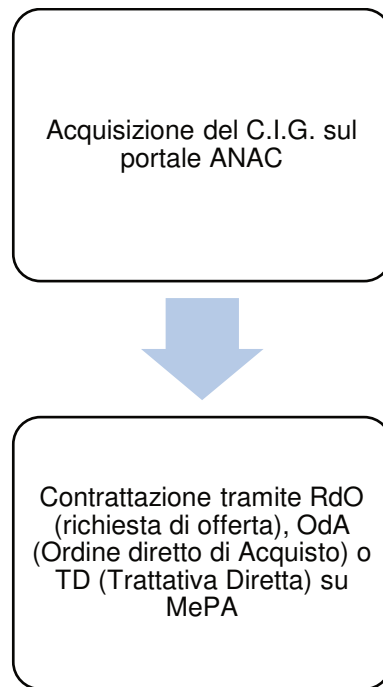 Acquisizione del C.I.G. sul
portale ANAC
Contrattazione tramite RdO
(richiesta di offerta), OdA
(Ordine diretto di Acquisto) o
TD (Trattativa Diretta) su
MePA